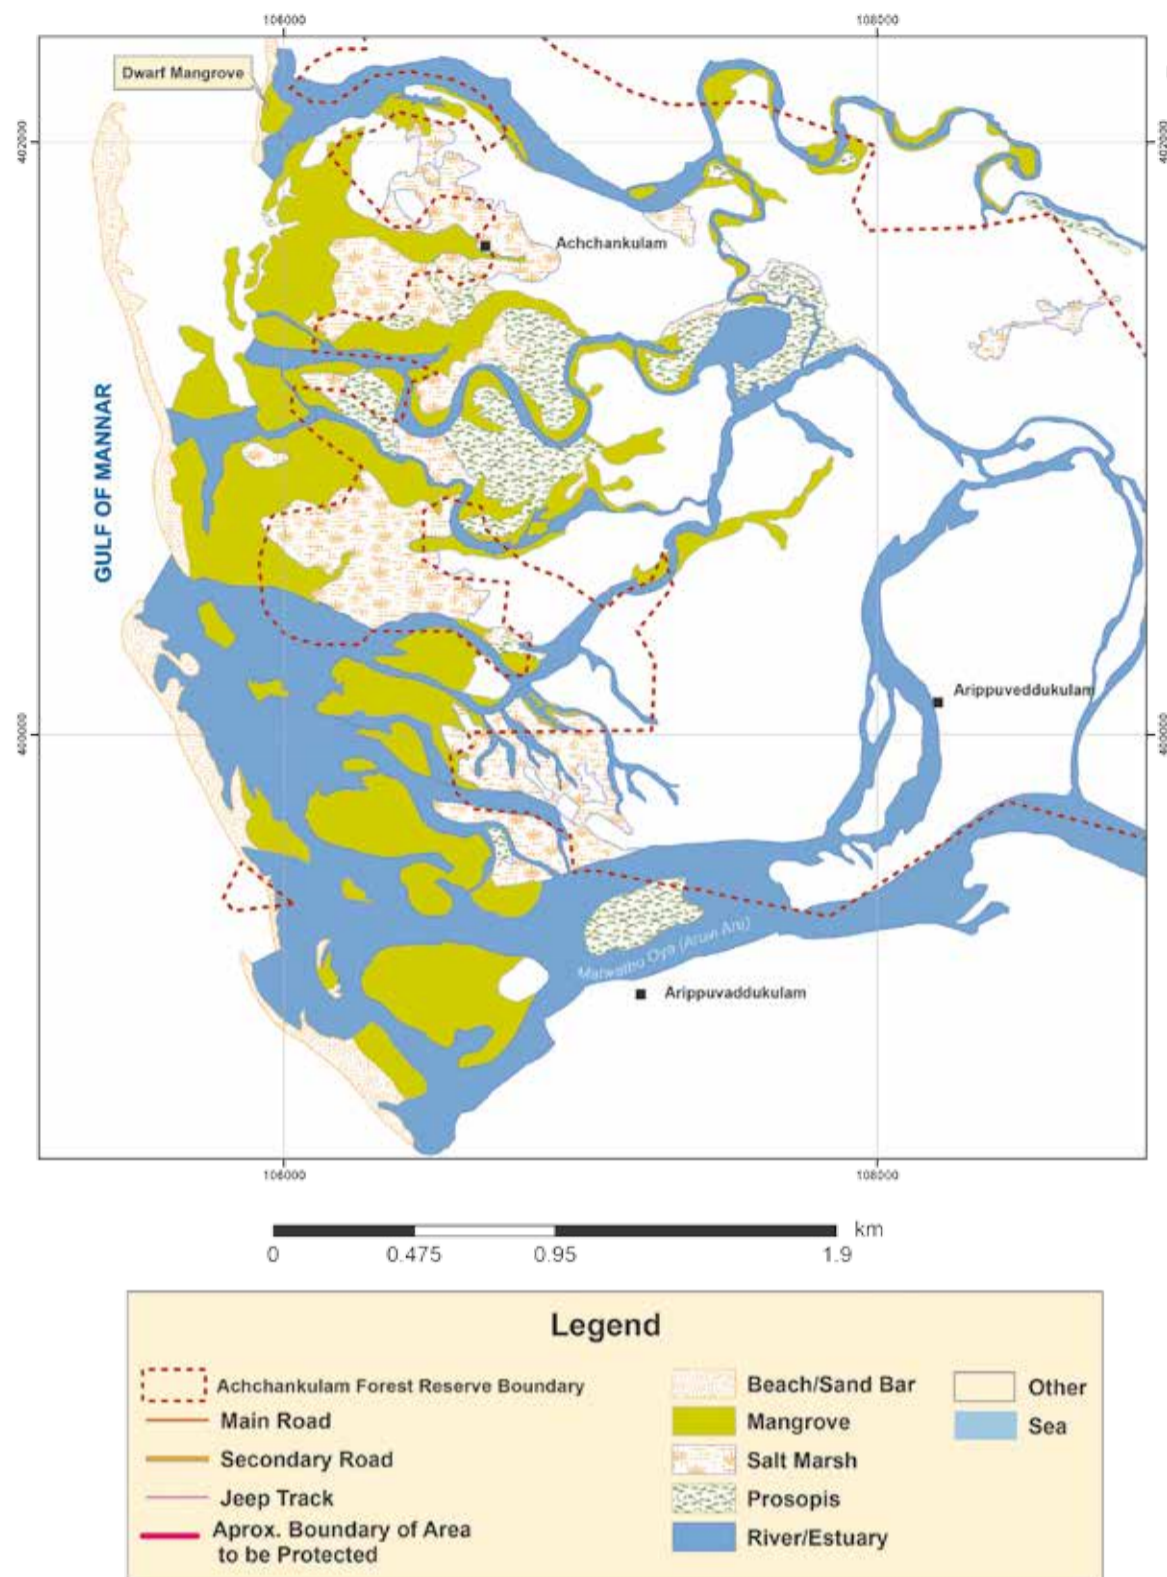 106000
108000
Dwarf Mangrove
402000
402000
Achchankulam
GULF OF MANNAR
Arippuveddukulam
400000
400000
Malwathu Oya (Aruvi Aru)
Arippuvaddukulam
106000
108000
km
0
0.475
0.95
1.9
Legend
Achchankulam Forest Reserve Boundary
Main Road
Secondary Road
Jeep Track
Aprox. Boundary of Area
to be Protected
Beach/Sand Bar
Mangrove
Salt Marsh
Prosopis
River/Estuary
Other
Sea